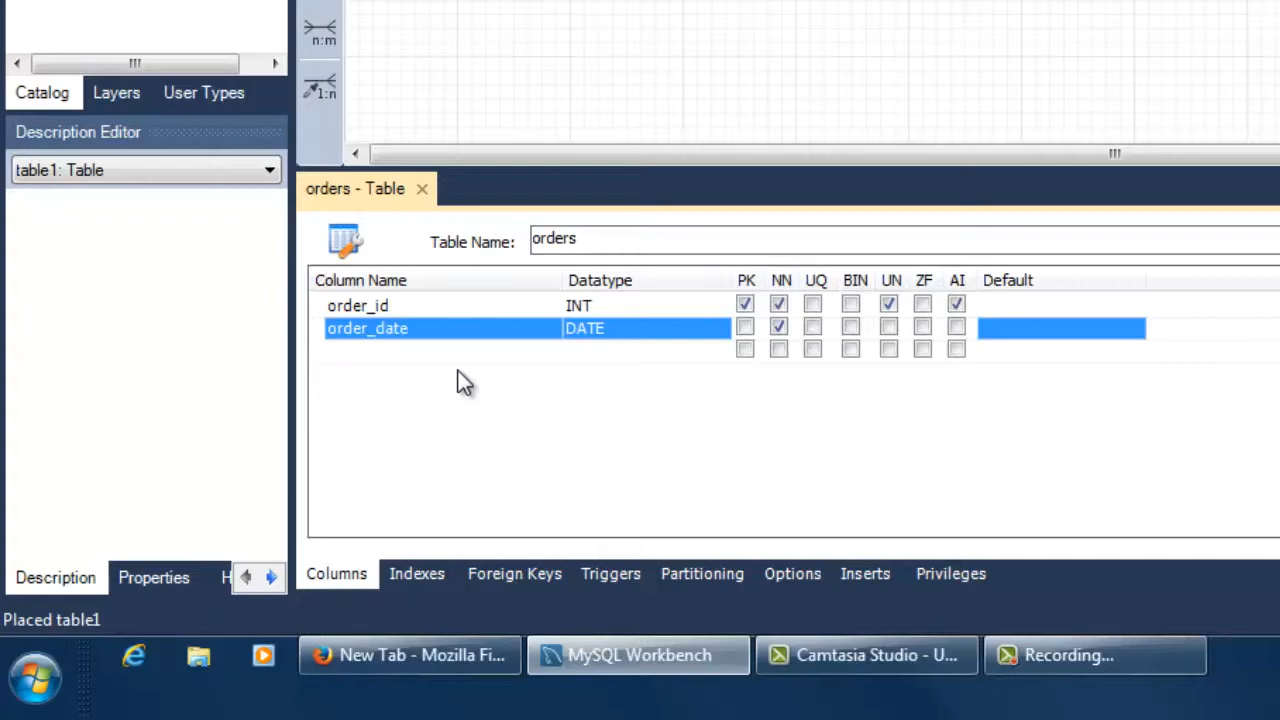 n:m
1:n
Catalog Layers User Types
Description Editor
table1: Table
orders - Table
Table Name: orders
Column Name Datatype PK NN UQ BIN UN ZF AI Default
order_id INT
order_date DATE
Description Properties H
Columns Indexes Foreign Keys Triggers Partitioning Options Inserts Privileges
Placed table1
New Tab - Mozilla Fi... MySQL Workbench Camtasia Studio - U... Recording...